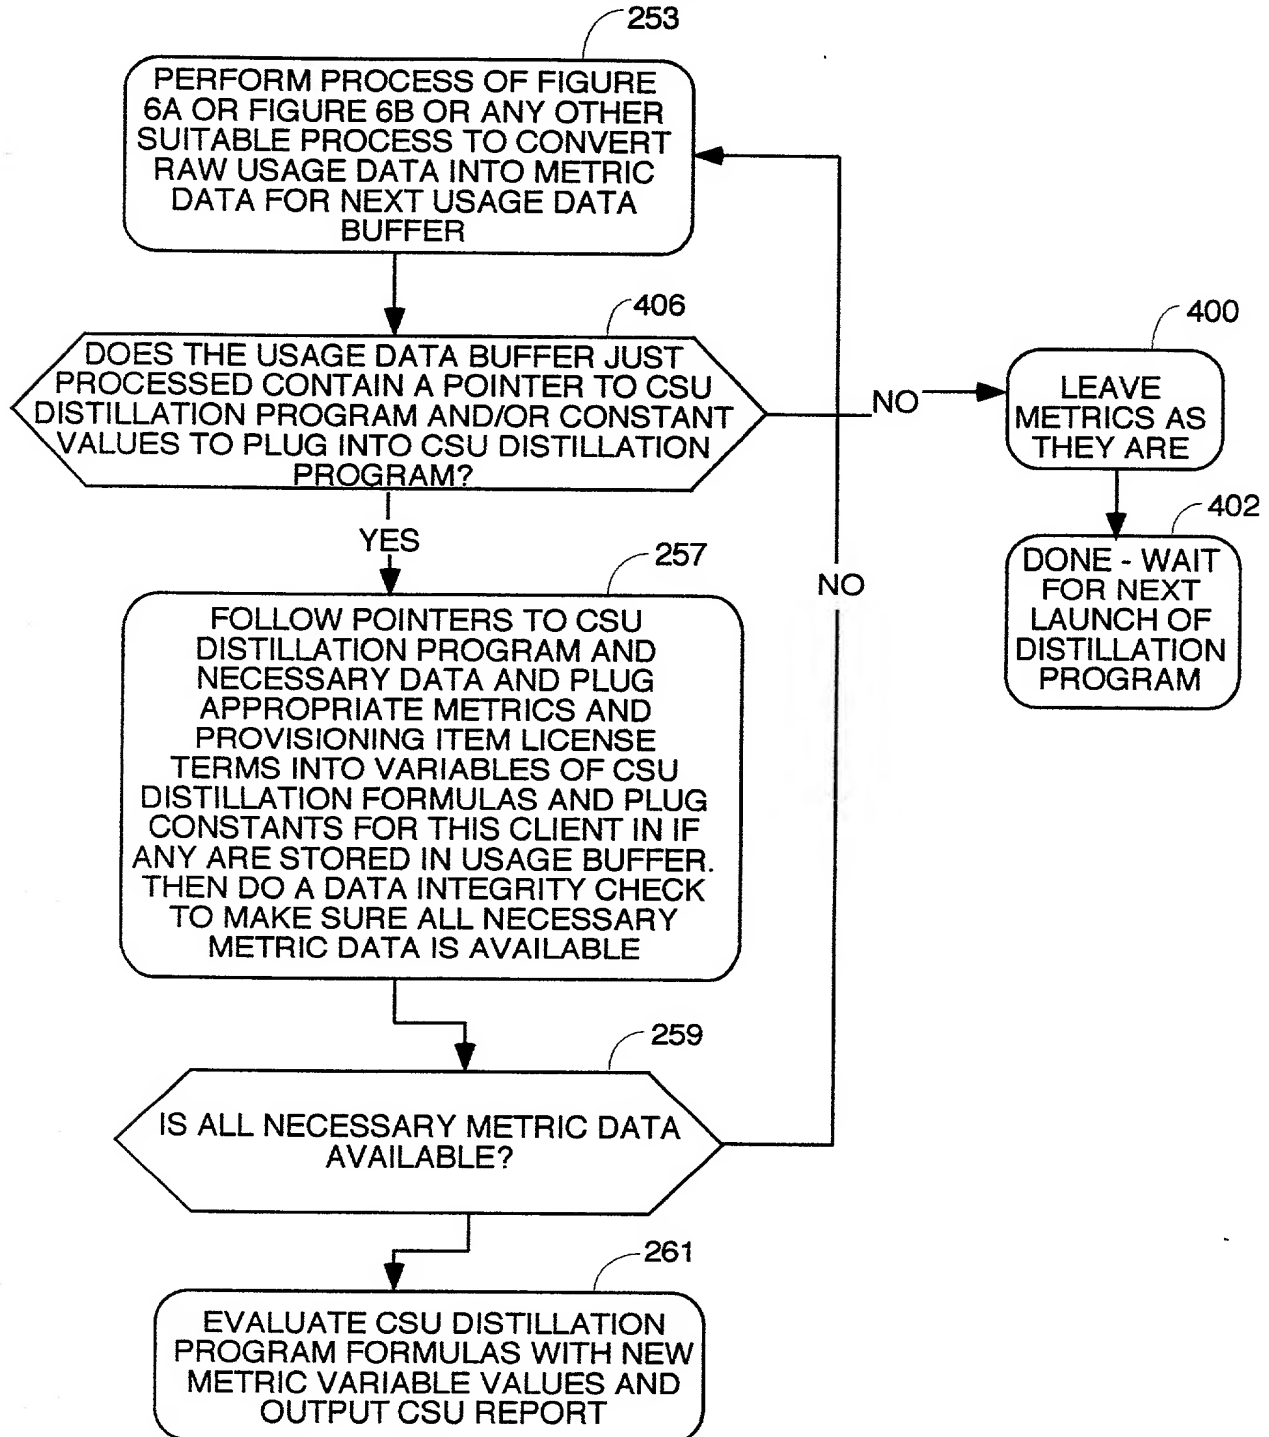 253
PERFORM PROCESS OF FIGURE
6A OR FIGURE 6B OR ANY OTHER
SUITABLE PROCESS TO CONVERT
RAW USAGE DATA INTO METRIC
DATA FOR NEXT USAGE DATA
BUFFER
406
DOES THE USAGE DATA BUFFER JUST
PROCESSED CONTAIN A POINTER TO CSU
DISTILLATION PROGRAM AND/OR CONSTANT
VALUES TO PLUG INTO CSU DISTILLATION
PROGRAM?
NO
400
LEAVE
METRICS AS
THEY ARE
402
DONE - WAIT
FOR NEXT
LAUNCH OF
DISTILLATION
PROGRAM
YES
257
FOLLOW POINTERS TO CSU
DISTILLATION PROGRAM AND
NECESSARY DATA AND PLUG
APPROPRIATE METRICS AND
PROVISIONING ITEM LICENSE
TERMS INTO VARIABLES OF CSU
DISTILLATION FORMULAS AND PLUG
CONSTANTS FOR THIS CLIENT IN IF
ANY ARE STORED IN USAGE BUFFER.
THEN DO A DATA INTEGRITY CHECK
TO MAKE SURE ALL NECESSARY
METRIC DATA IS AVAILABLE
NO
259
IS ALL NECESSARY METRIC DATA
AVAILABLE?
261
EVALUATE CSU DISTILLATION
PROGRAM FORMULAS WITH NEW
METRIC VARIABLE VALUES AND
OUTPUT CSU REPORT